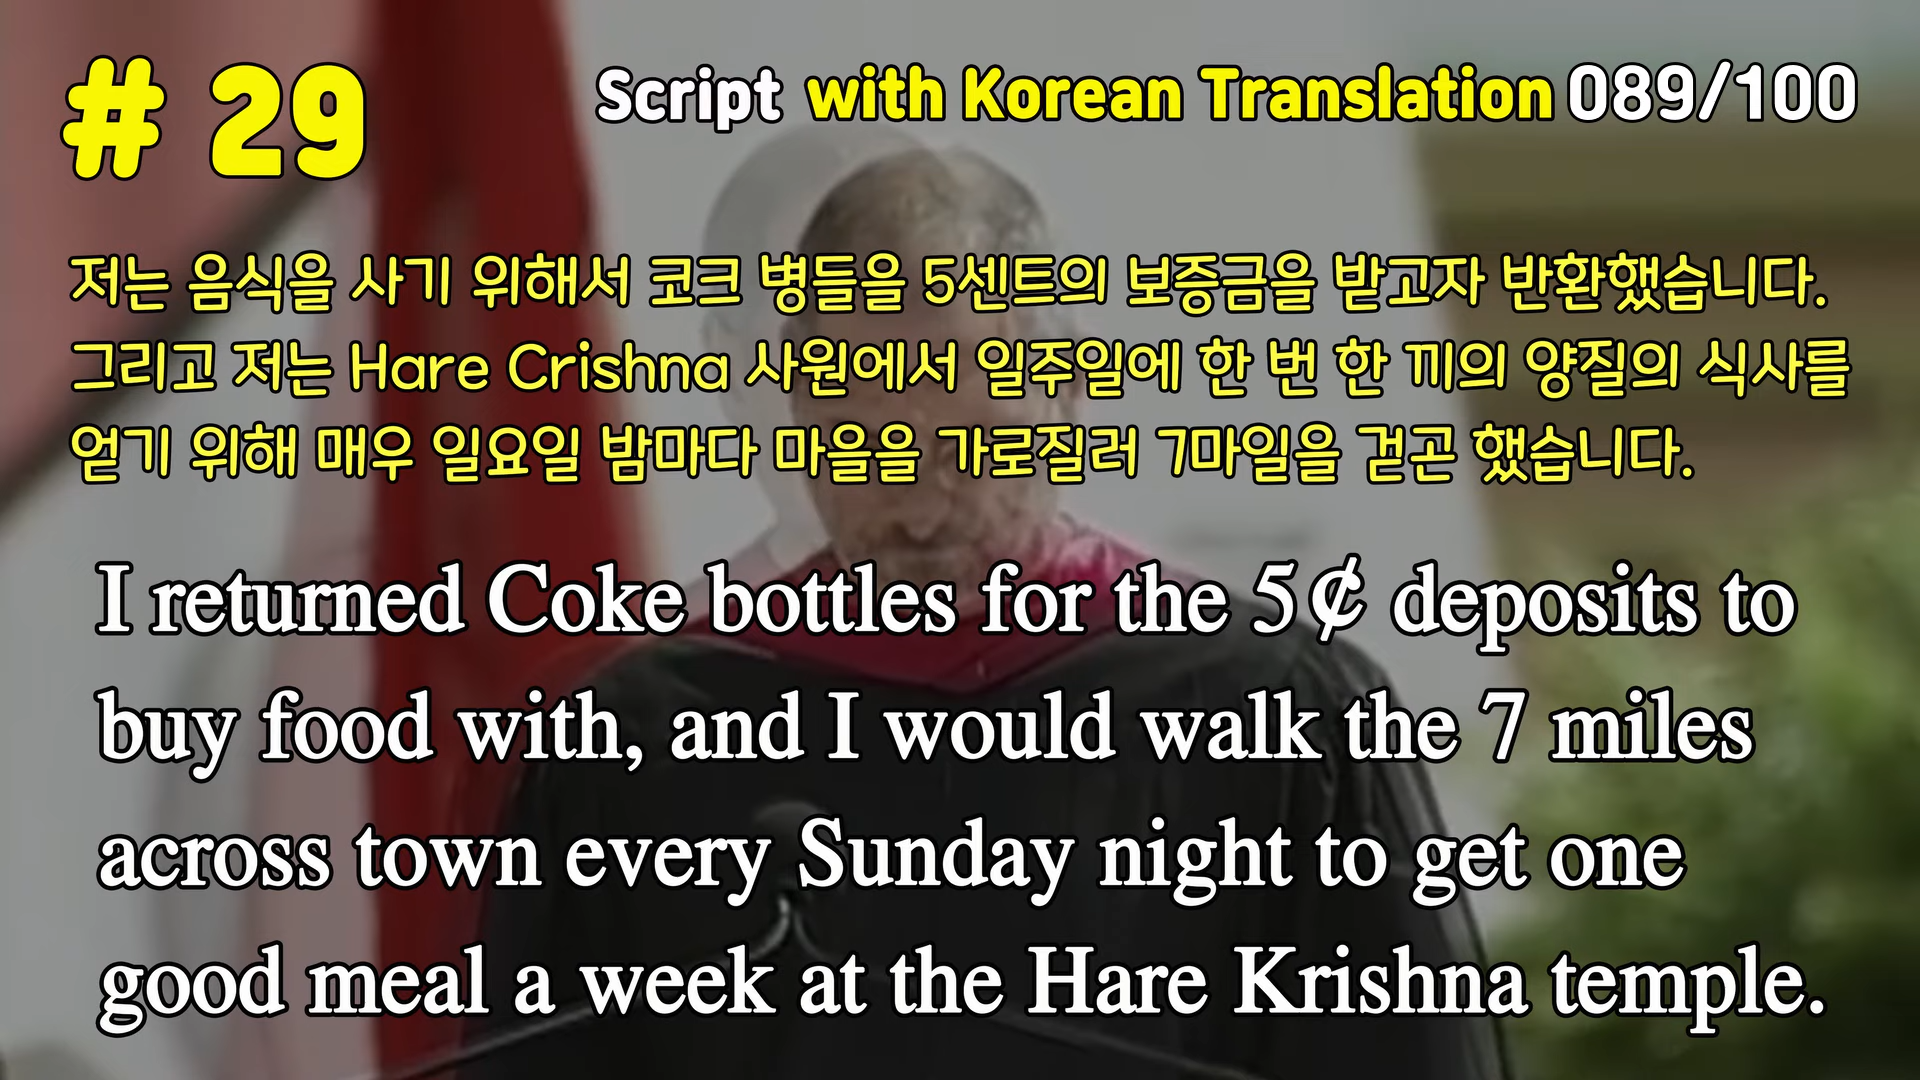 # 29
Script with Korean Translation 089/100
저는 음식을 사기 위해서 코크 병들을 5센트의 보증금을 받고자 반환했습니다.
그리고 저는 Hare Crishna 사원에서 일주일에 한 번 한 끼의 양질의 식사를
얻기 위해 매우 일요일 밤마다 마을을 가로질러 7마일을 걷곤 했습니다.
I returned Coke bottles for the 5¢ deposits to
buy food with, and I would walk the 7 miles
across town every Sunday night to get one
good meal a week at the Hare Krishna temple.